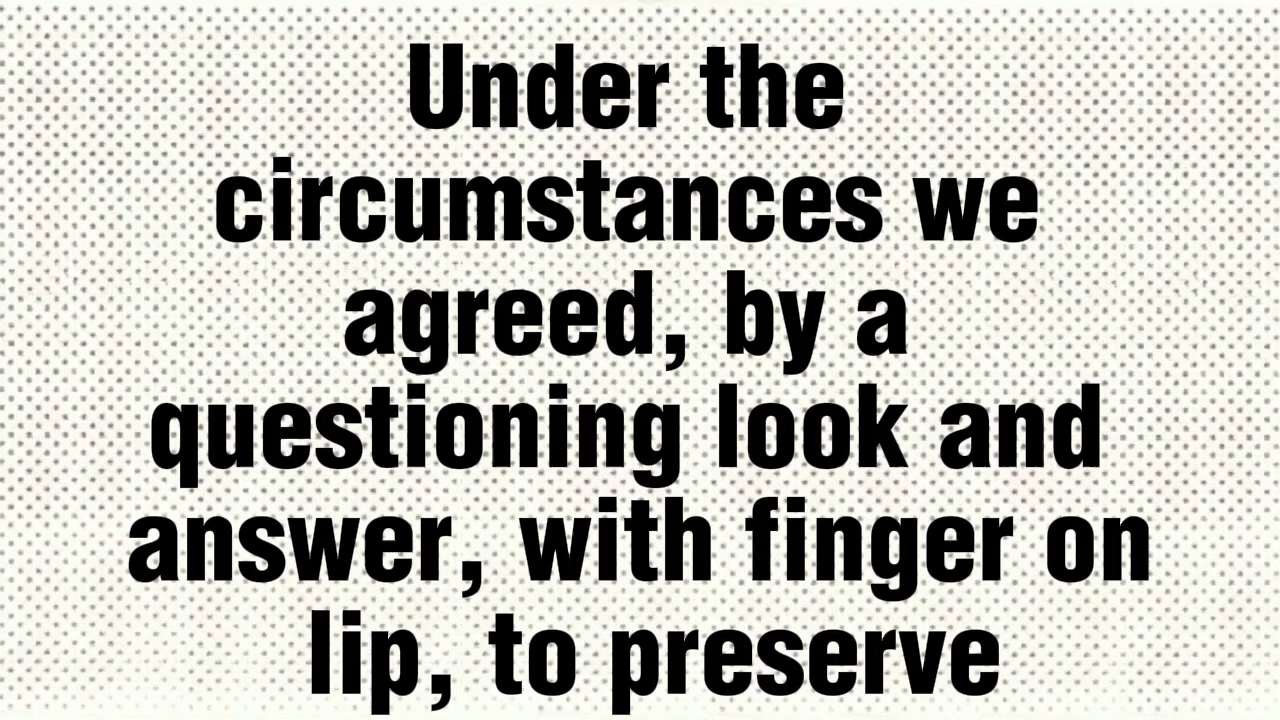 Under the
circumstances we
agreed, by a
questioning look and
answer, with finger on
lip, to preserve